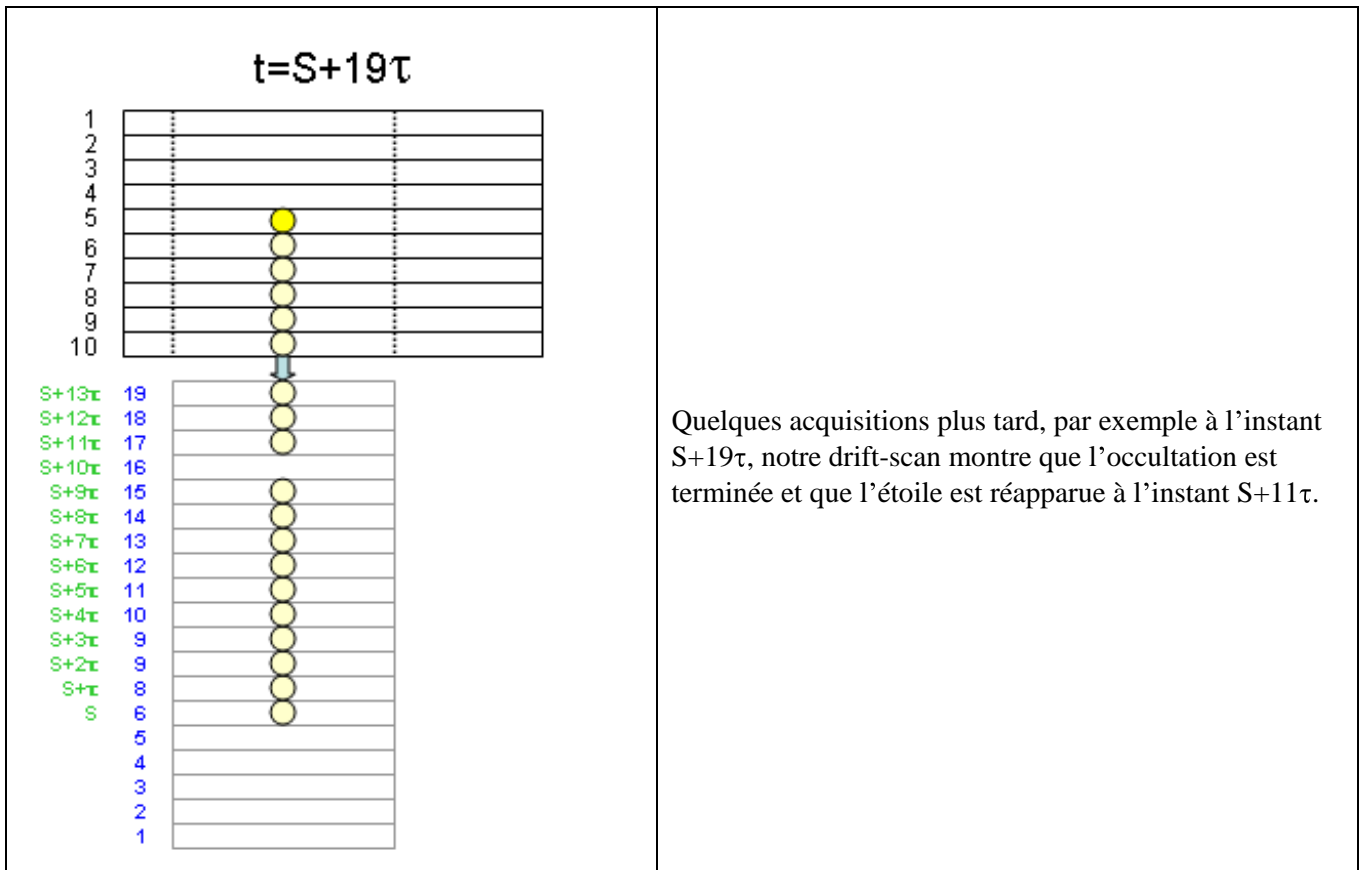 t=S+19τ
1
2
3
4
5
6
7
8
9
10
S+13τ 19
S+12τ 18
S+11τ 17
S+10τ 16
S+9τ 15
S+8τ 14
S+7τ 13
S+6τ 12
S+5τ 11
S+4τ 10
S+3τ 9
S+2τ 9
S+τ 8
S 6
5
4
3
2
1
Quelques acquisitions plus tard, par exemple à l’instant
S+19τ, notre drift-scan montre que l’occultation est
terminée et que l’étoile est réapparue à l’instant S+11τ.